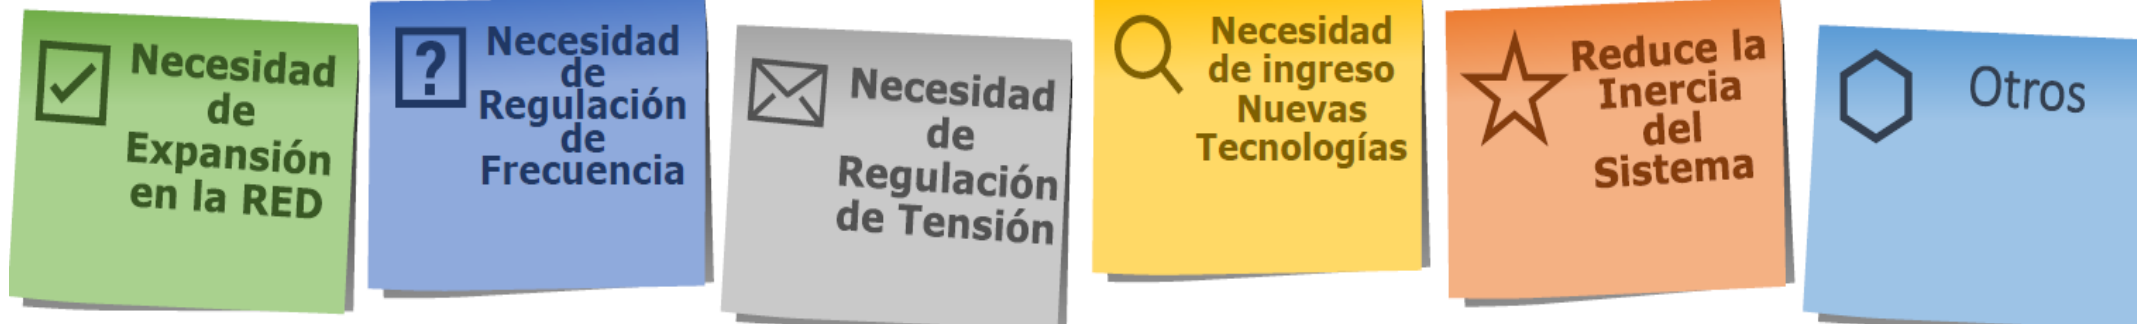 Necesidad
de
Expansión
en la RED
?
Necesidad
de
Regulación
de
Frecuencia
Necesidad
de
Regulación
de Tensión
Necesidad
de ingreso
Nuevas
Tecnologías
Reduce la
Inercia
del
Sistema
Otros